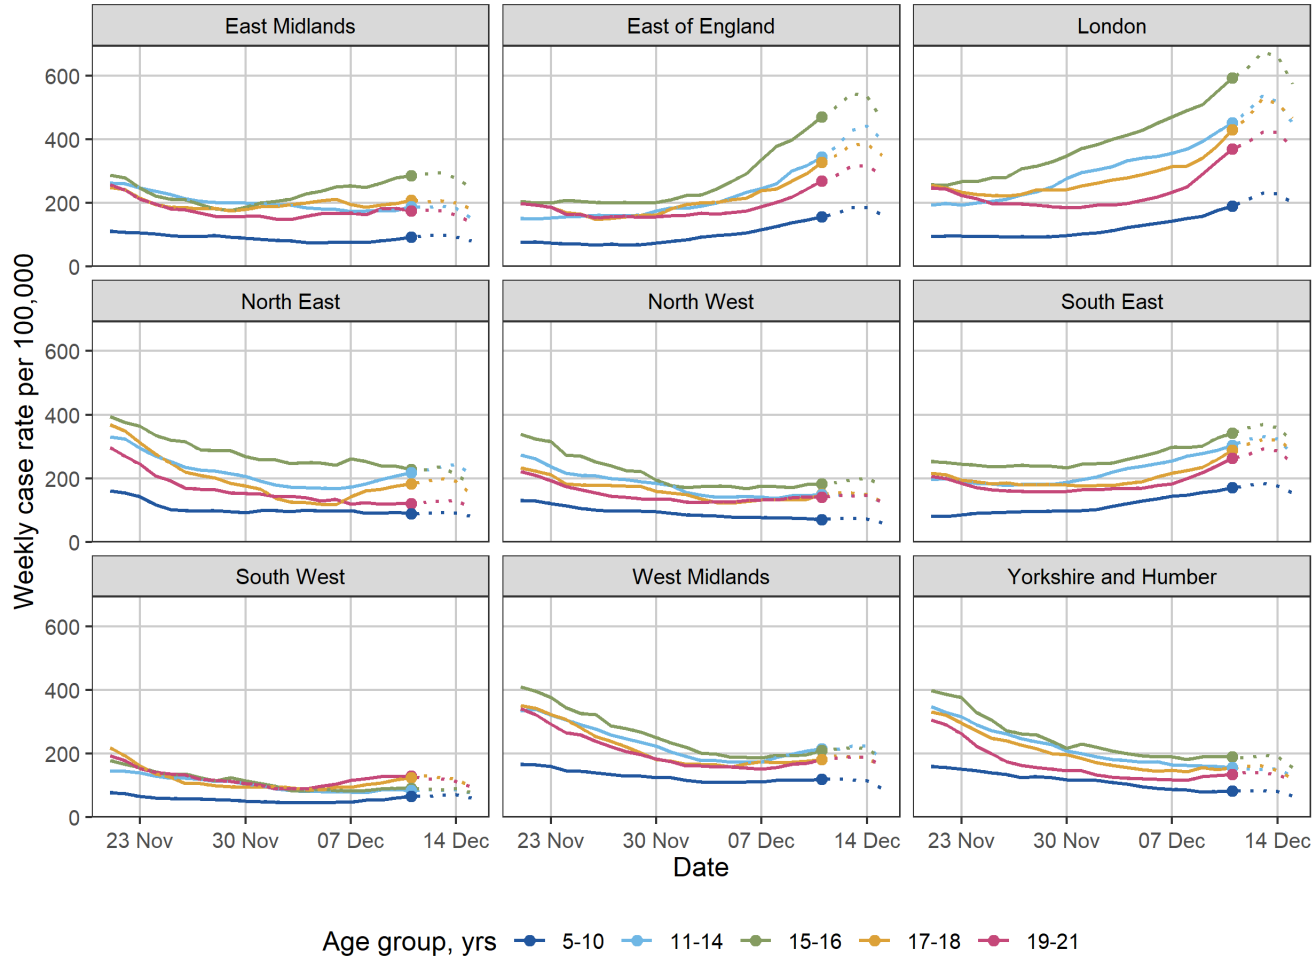 East Midlands East of England London
600
400
200
0
North East North West South East
600
400
200
0
South West West Midlands Yorkshire and Humber
600
400
200
0
23 Nov 30 Nov 07 Dec 14 Dec 23 Nov 30 Nov 07 Dec 14 Dec 23 Nov 30 Nov 07 Dec 14 Dec
Weekly case rate per 100,000
Date
Age group, yrs 5-10 11-14 15-16 17-18 19-21